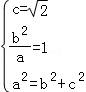 c=√2
b²/a=1
a²=b²+c²